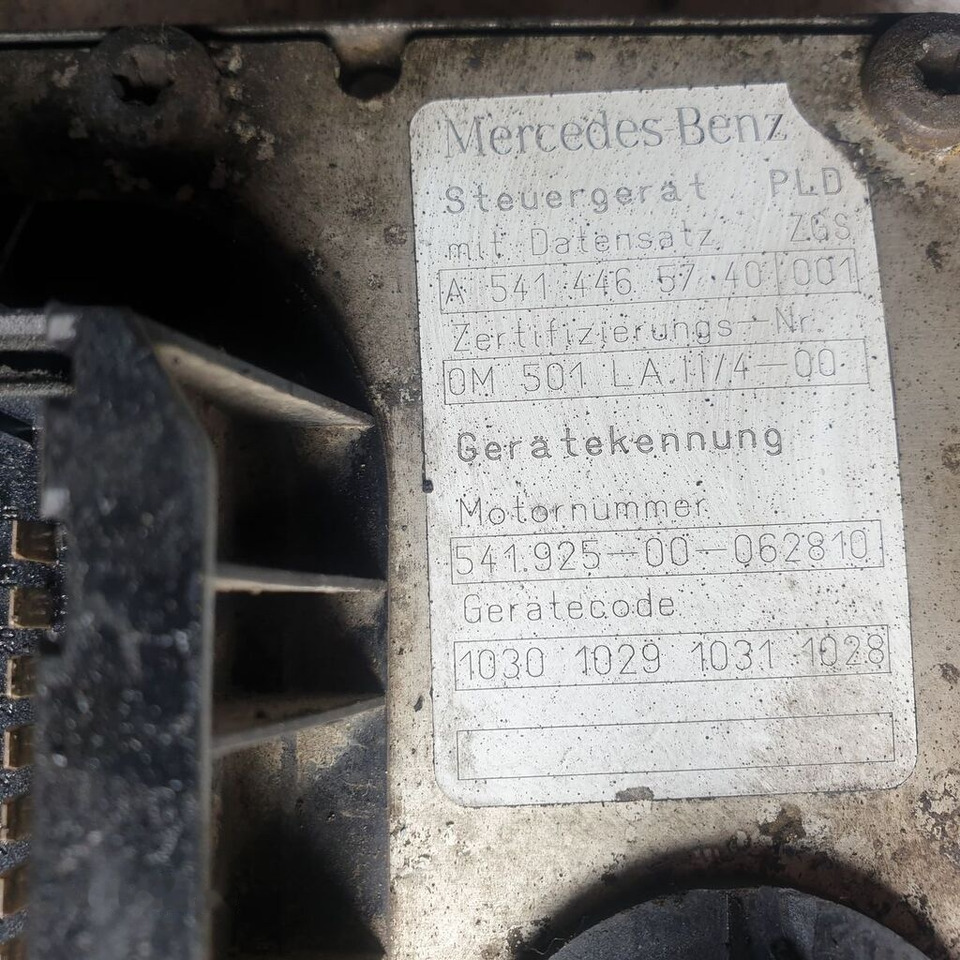 Mercedes-Benz
Steuergerät PLD
mit Datensatz ZGS
A 541 446 57 40 001
Zertifizierungs-Nr.
OM 501 LA II/4-00
Gerätekennung
Motornummer
541.925-00-062810
Gerätecode
1030 1029 1031 1028